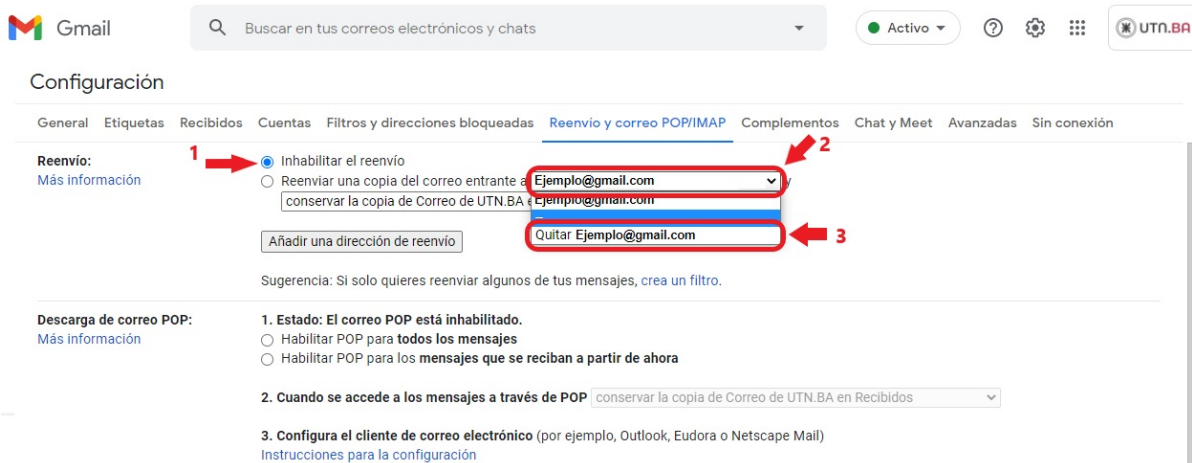 Gmail
Buscar en tus correos electrónicos y chats
Activo
UTN.BA
Configuración
General Etiquetas Recibidos Cuentas Filtros y direcciones bloqueadas Reenvío y correo POP/IMAP Complementos Chat y Meet Avanzadas Sin conexión
Reenvío:
Más información
1
Inhabilitar el reenvío
2
Reenviar una copia del correo entrante a Ejemplo@gmail.com y
conservar la copia de Correo de UTN.BA
Ejemplo@gmail.com
Quitar Ejemplo@gmail.com
3
Añadir una dirección de reenvío
Sugerencia: Si solo quieres reenviar algunos de tus mensajes, crea un filtro.
Descarga de correo POP:
Más información
1. Estado: El correo POP está inhabilitado.
Habilitar POP para todos los mensajes
Habilitar POP para los mensajes que se reciban a partir de ahora
2. Cuando se accede a los mensajes a través de POP conservar la copia de Correo de UTN.BA en Recibidos
3. Configura el cliente de correo electrónico (por ejemplo, Outlook, Eudora o Netscape Mail)
Instrucciones para la configuración